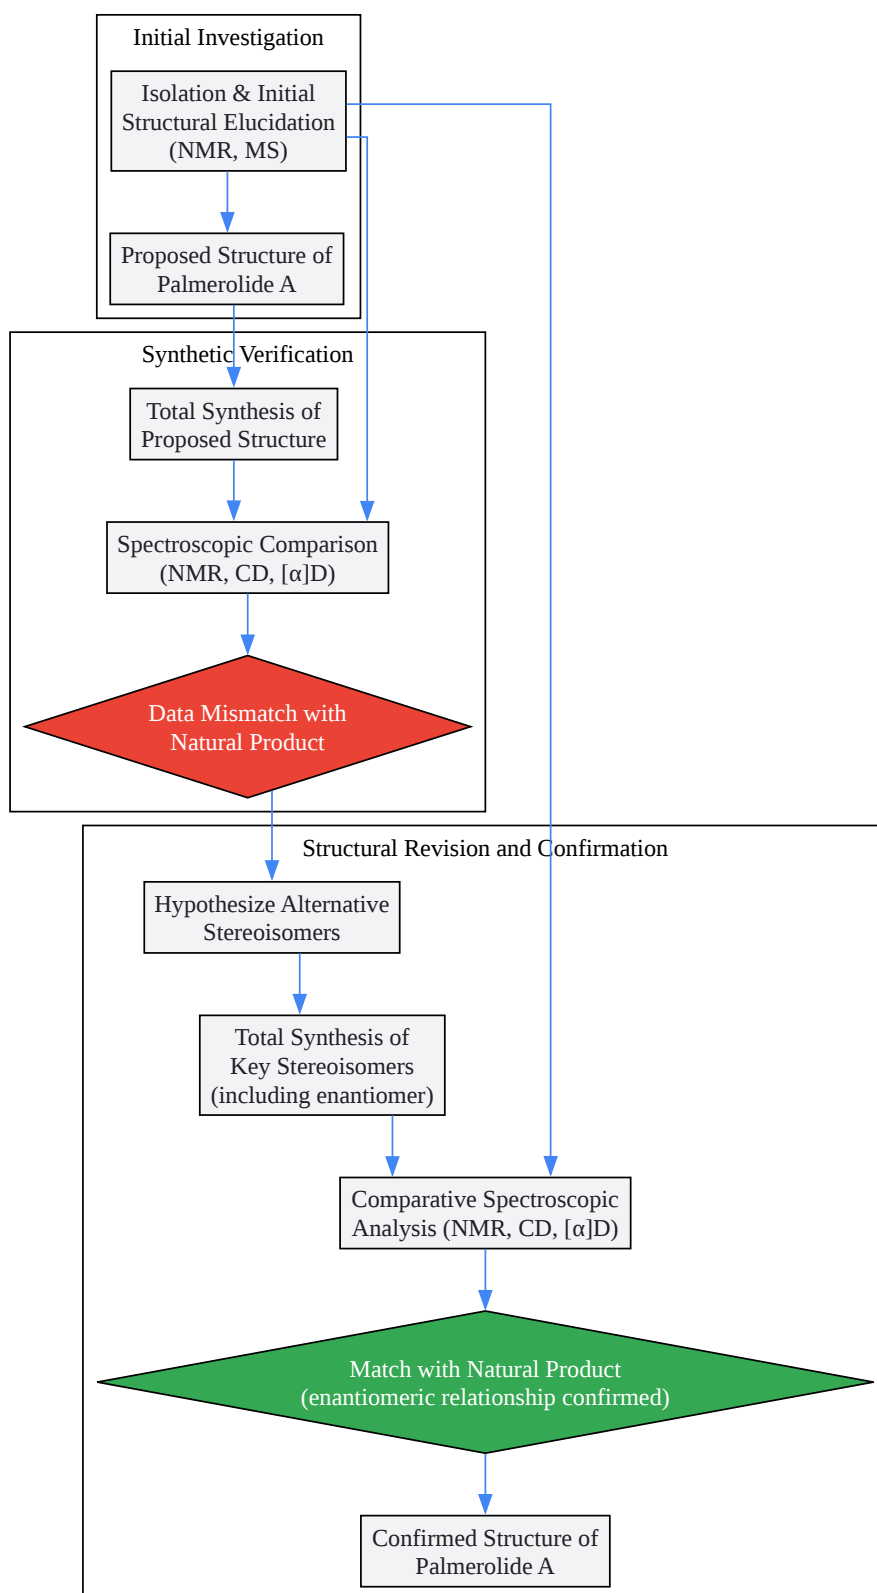 Initial Investigation
Isolation & Initial
Structural Elucidation
(NMR, MS)
Proposed Structure of
Palmerolide A
Synthetic Verification
Total Synthesis of
Proposed Structure
Spectroscopic Comparison
(NMR, CD, [α]D)
Data Mismatch with
Natural Product
Structural Revision and Confirmation
Hypothesize Alternative
Stereoisomers
Total Synthesis of
Key Stereoisomers
(including enantiomer)
Comparative Spectroscopic
Analysis (NMR, CD, [α]D)
Match with Natural Product
(enantiomeric relationship confirmed)
Confirmed Structure of
Palmerolide A